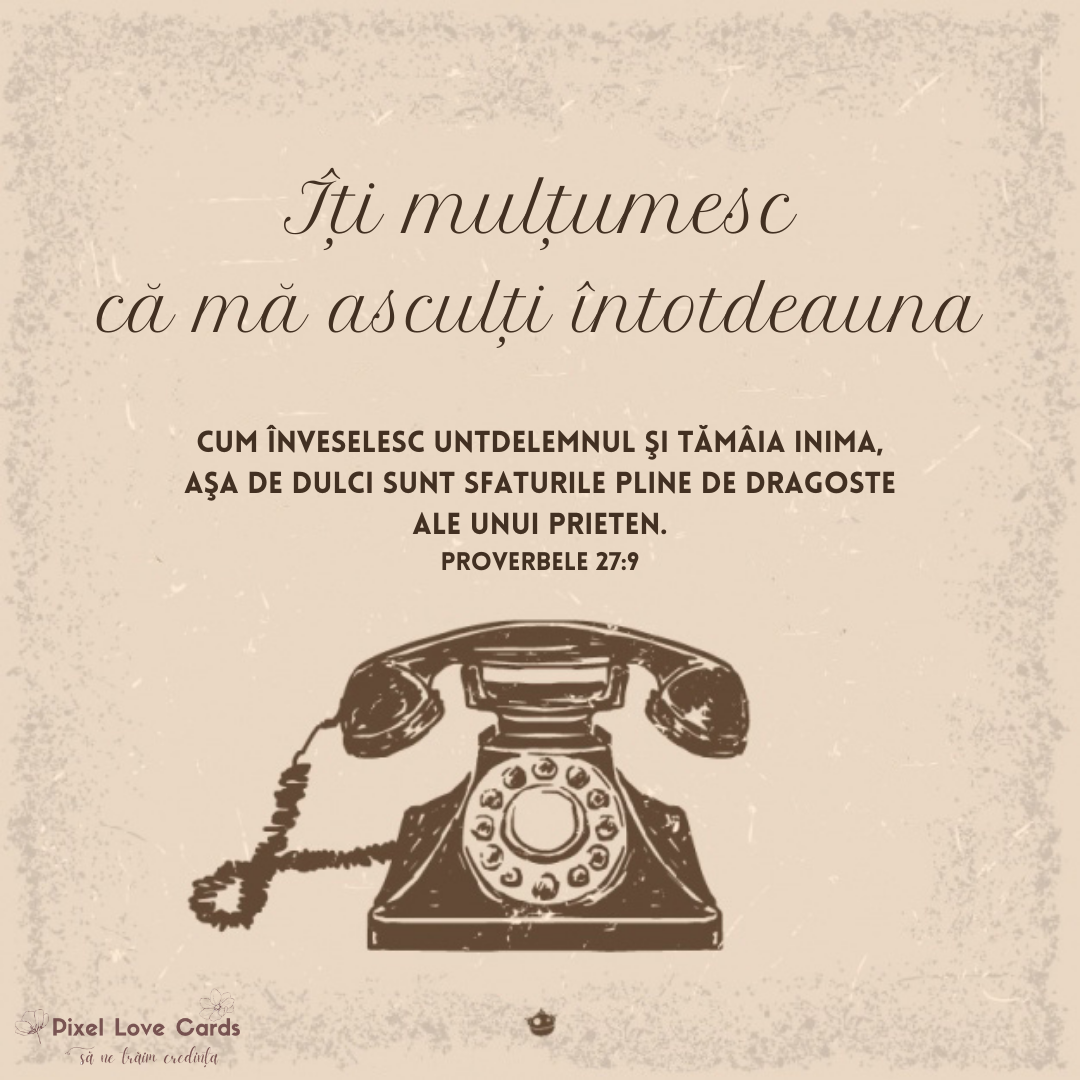 Îți mulțumesc
că mă asculți întotdeauna
CUM ÎNVESELESC UNTDELEMNUL ŞI TĂMÂIA INIMA,
AŞA DE DULCI SUNT SFATURILE PLINE DE DRAGOSTE
ALE UNUI PRIETEN.
PROVERBELE 27:9
Pixel Love Cards
să ne trăim credința